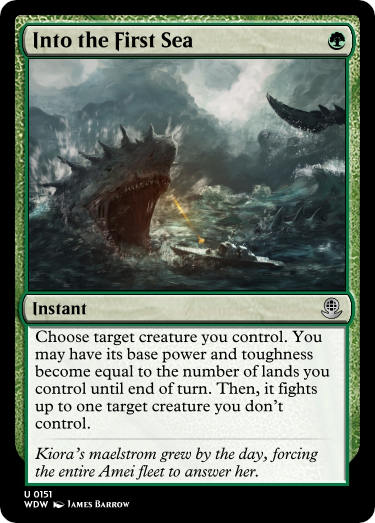 Into the First Sea
Instant
Choose target creature you control. You
may have its base power and toughness
become equal to the number of lands you
control until end of turn. Then, it fights
up to one target creature you don't
control.
Kiora's maelstrom grew by the day, forcing
the entire Amei fleet to answer her.
U 0151
WDW James Barrow